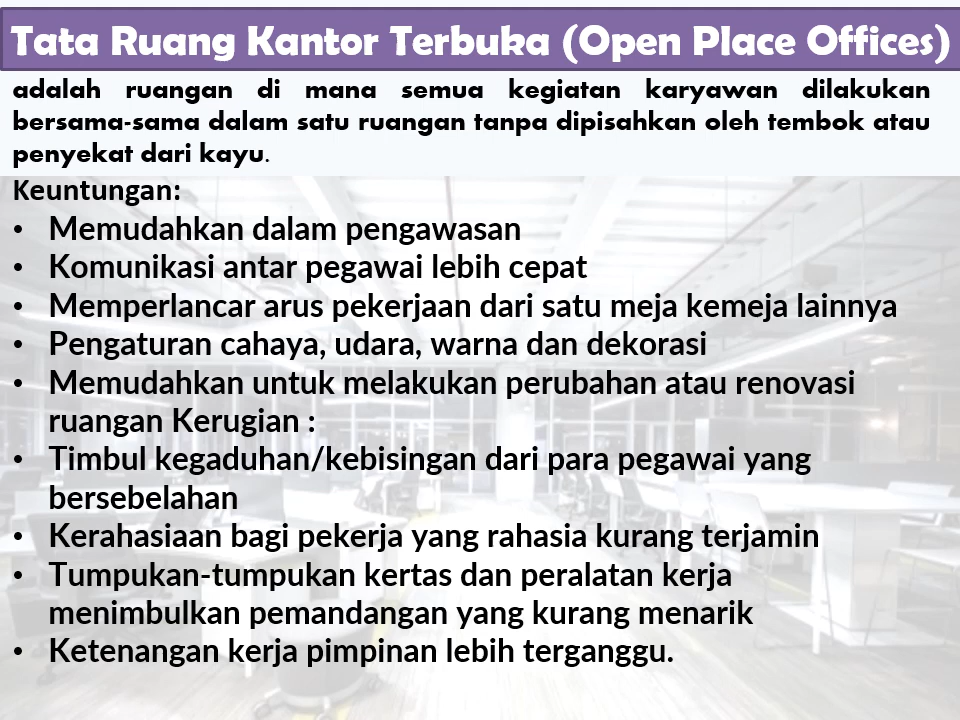 Tata Ruang Kantor Terbuka (Open Place Offices)
adalah ruangan di mana semua kegiatan karyawan dilakukan
bersama-sama dalam satu ruangan tanpa dipisahkan oleh tembok atau
penyekat dari kayu.
Keuntungan:
• Memudahkan dalam pengawasan
• Komunikasi antar pegawai lebih cepat
• Memperlancar arus pekerjaan dari satu meja kemeja lainnya
• Pengaturan cahaya, udara, warna dan dekorasi
• Memudahkan untuk melakukan perubahan atau renovasi
ruangan Kerugian :
• Timbul kegaduhan/kebisingan dari para pegawai yang
bersebelahan
• Kerahasiaan bagi pekerja yang rahasia kurang terjamin
• Tumpukan-tumpukan kertas dan peralatan kerja
menimbulkan pemandangan yang kurang menarik
• Ketenangan kerja pimpinan lebih terganggu.